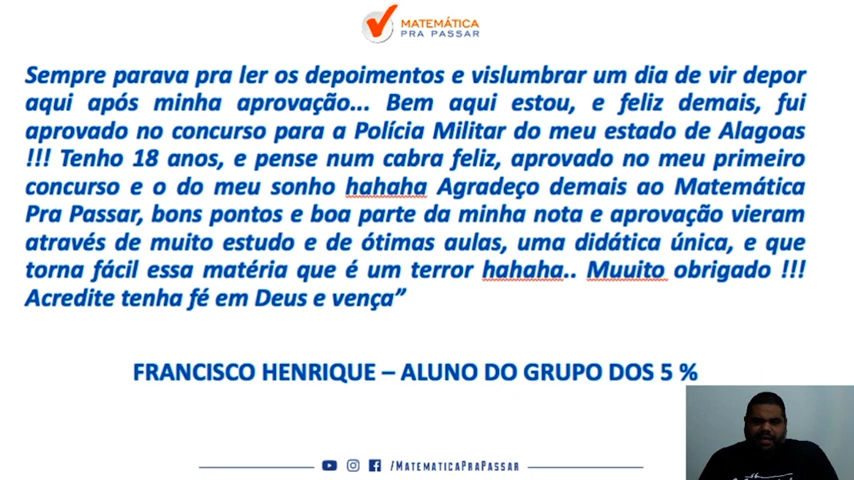 MATEMÁTICA
PRA PASSAR
Sempre parava pra ler os depoimentos e vislumbrar um dia de vir depor
aqui após minha aprovação... Bem aqui estou, e feliz demais, fui
aprovado no concurso para a Polícia Militar do meu estado de Alagoas
!!! Tenho 18 anos, e pense num cabra feliz, aprovado no meu primeiro
concurso e o do meu sonho hahaha Agradeço demais ao Matemática
Pra Passar, bons pontos e boa parte da minha nota e aprovação vieram
através de muito estudo e de ótimas aulas, uma didática única, e que
torna fácil essa matéria que é um terror hahaha.. Muuito obrigado !!!
Acredite tenha fé em Deus e vença”
FRANCISCO HENRIQUE – ALUNO DO GRUPO DOS 5 %
/MATEMATICAPRAPASSAR